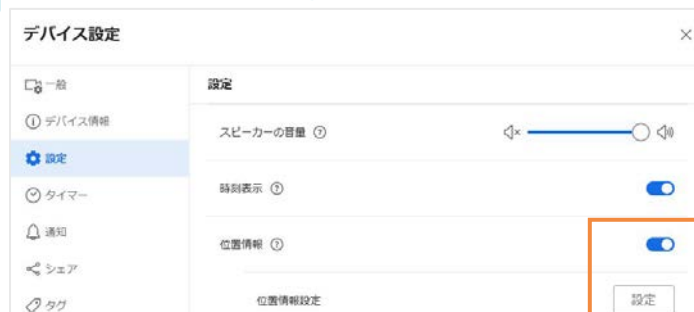 デバイス設定
一般
デバイス情報
設定
タイマー
通知
シェア
タグ
設定
スピーカーの音量
時刻表示
位置情報
位置情報設定
設定